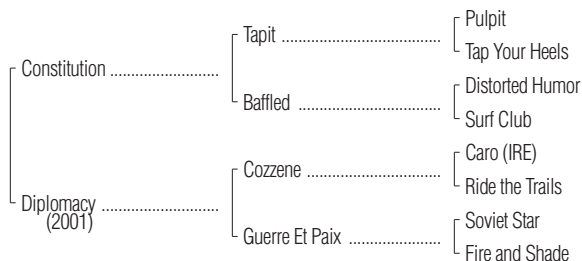 Pulpit
Tapit ........................................
Tap Your Heels
Constitution ...........................
Distorted Humor
Baffled ....................................
Surf Club
Caro (IRE)
Cozzene ..................................
Ride the Trails
Diplomacy .............................
(2001)
Soviet Star
Guerre Et Paix .......................
Fire and Shade